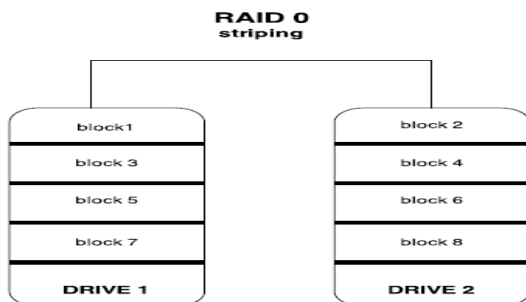 RAID 0
striping
block1
block 3
block 5
block 7
DRIVE 1
block 2
block 4
block 6
block 8
DRIVE 2